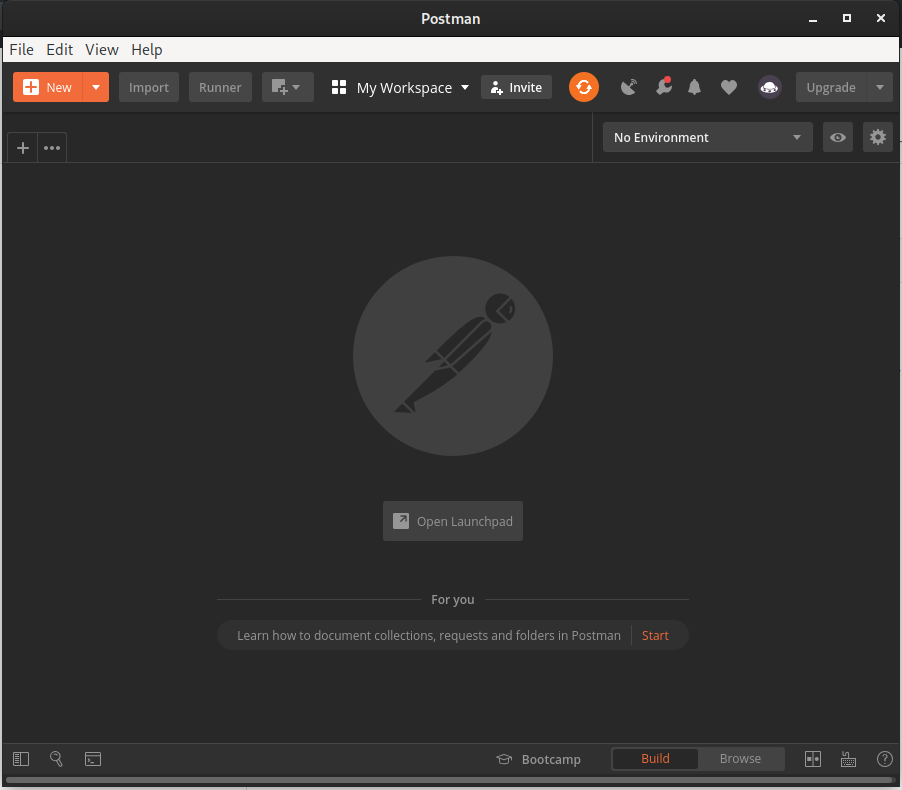 Postman
File Edit View Help
New Import Runner My Workspace Invite Upgrade
No Environment
Open Launchpad
For you
Learn how to document collections, requests and folders in Postman Start
Bootcamp Build Browse